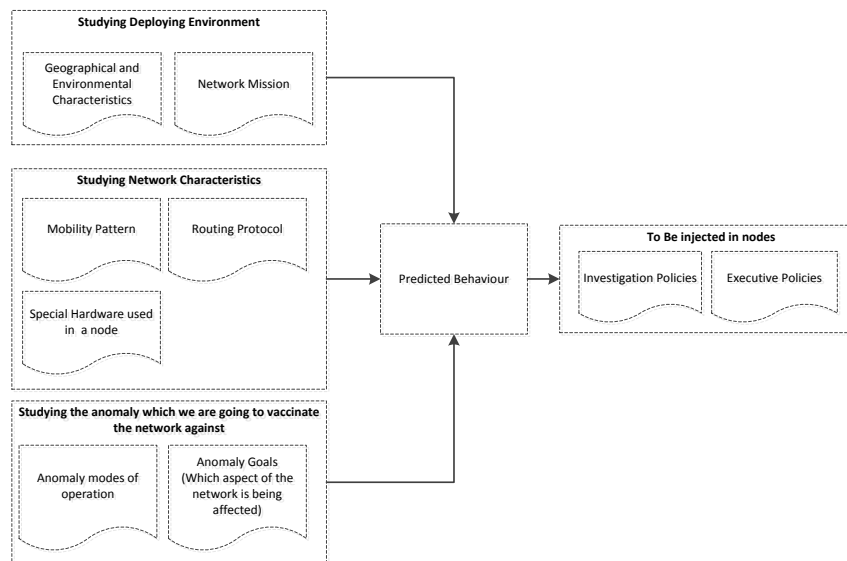 Studying Deploying Environment
Geographical and
Environmental
Characteristics
Network Mission
Studying Network Characteristics
Mobility Pattern
Routing Protocol
Special Hardware used
in a node
Studying the anomaly which we are going to vaccinate
the network against
Anomaly modes of
operation
Anomaly Goals
(Which aspect of the
network is being
affected)
Predicted Behaviour
To Be injected in nodes
Investigation Policies
Executive Policies